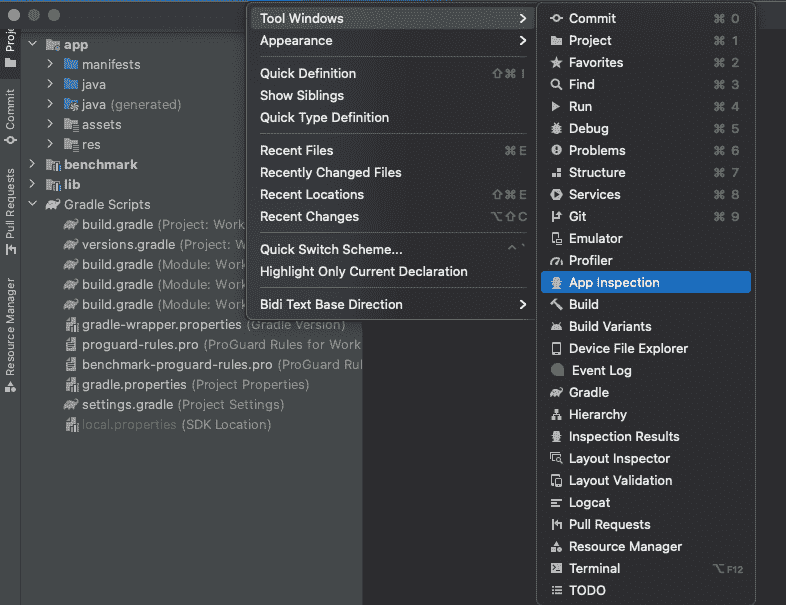 Proj
Commit
Pull Requests
Resource Manager
app
manifests
java
java (generated)
assets
res
benchmark
lib
Gradle Scripts
build.gradle (Project: Work
versions.gradle (Project: W
build.gradle (Module: Work
build.gradle (Module: Work
build.gradle (Module: Work
gradle-wrapper.properties (Gradle Version)
proguard-rules.pro (ProGuard Rules for Work
benchmark-proguard-rules.pro (ProGuard Rul
gradle.properties (Project Properties)
settings.gradle (Project Settings)
local.properties (SDK Location)
Tool Windows
Appearance
Quick Definition ⇧⌘ I
Show Siblings
Quick Type Definition
Recent Files ⌘ E
Recently Changed Files
Recent Locations ⇧⌘ E
Recent Changes ⌥⇧ C
Quick Switch Scheme... ^ `
Highlight Only Current Declaration
Bidi Text Base Direction
Commit ⌘ 0
Project ⌘ 1
Favorites ⌘ 2
Find ⌘ 3
Run ⌘ 4
Debug ⌘ 5
Problems ⌘ 6
Structure ⌘ 7
Services ⌘ 8
Git ⌘ 9
Emulator
Profiler
App Inspection
Build
Build Variants
Device File Explorer
Event Log
Gradle
Hierarchy
Inspection Results
Layout Inspector
Layout Validation
Logcat
Pull Requests
Resource Manager
Terminal ⌥F12
TODO